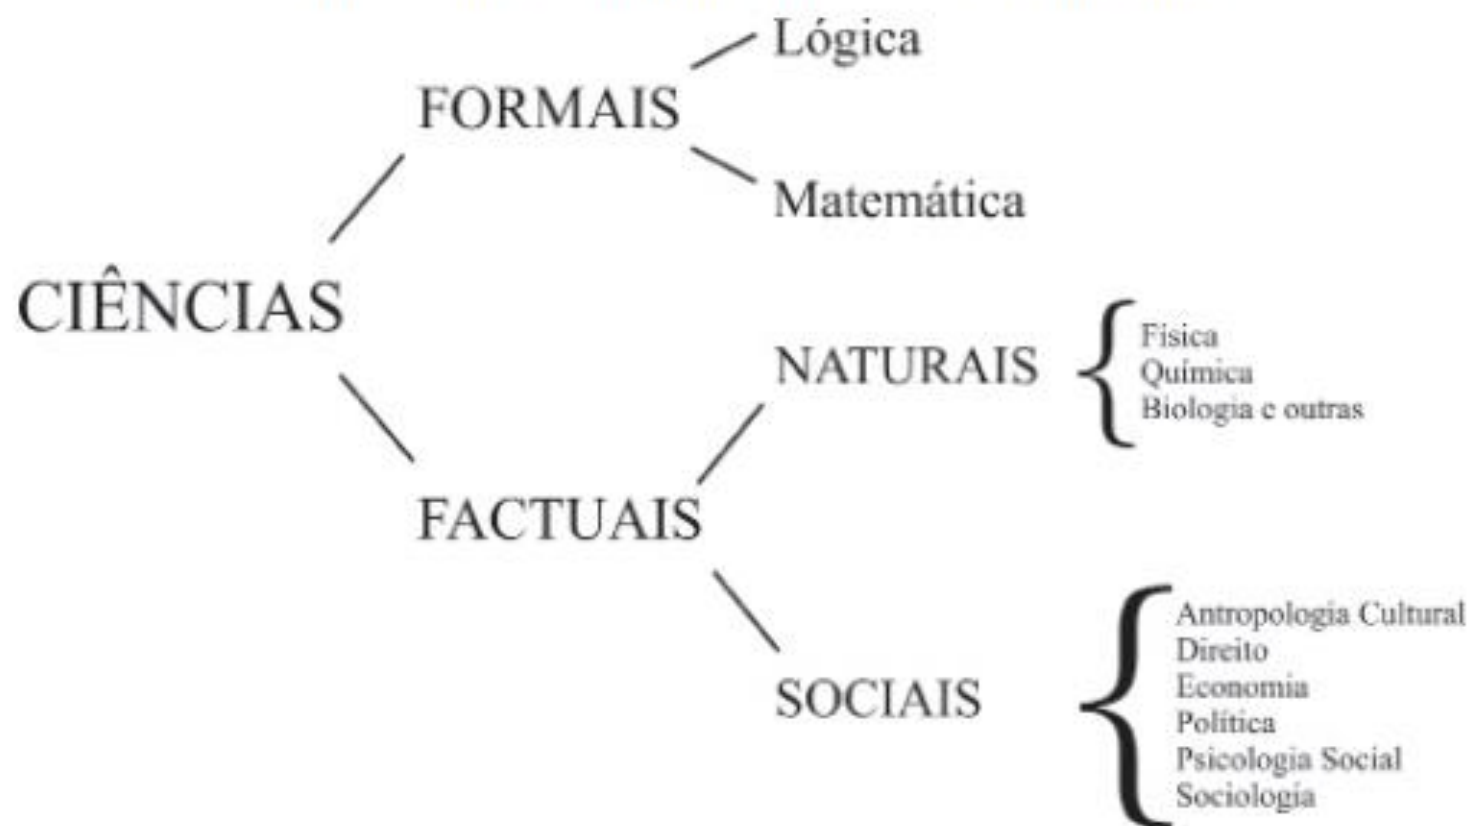 Lógica
FORMAIS
Matemática
CIÊNCIAS
NATURAIS
Física
Química
Biologia e outras
FACTUAIS
SOCIAIS
Antropologia Cultural
Direito
Economia
Política
Psicologia Social
Sociologia